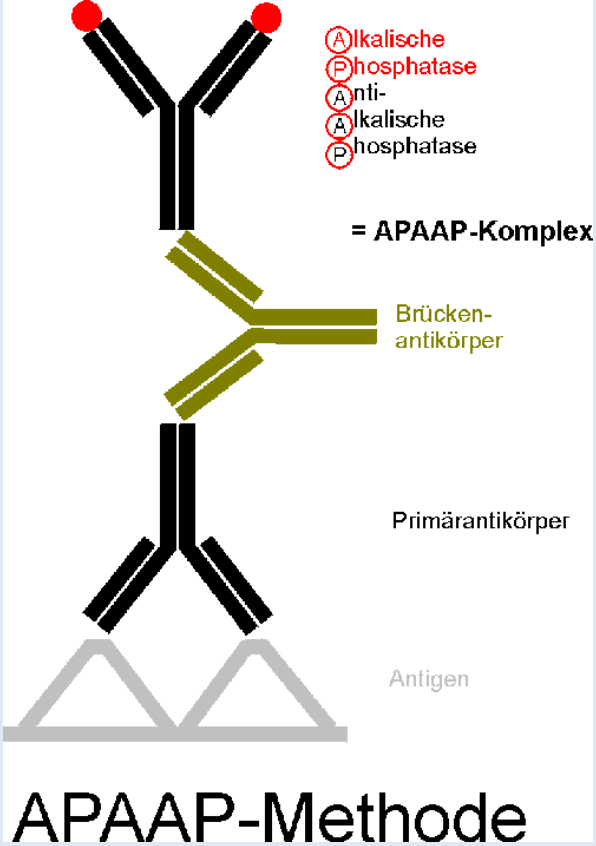 Alkalische
Phosphatase
Anti-
Alkalische
Phosphatase
= APAAP-Komplex
Brücken-
antikörper
Primärantikörper
Antigen
APAAP-Methode